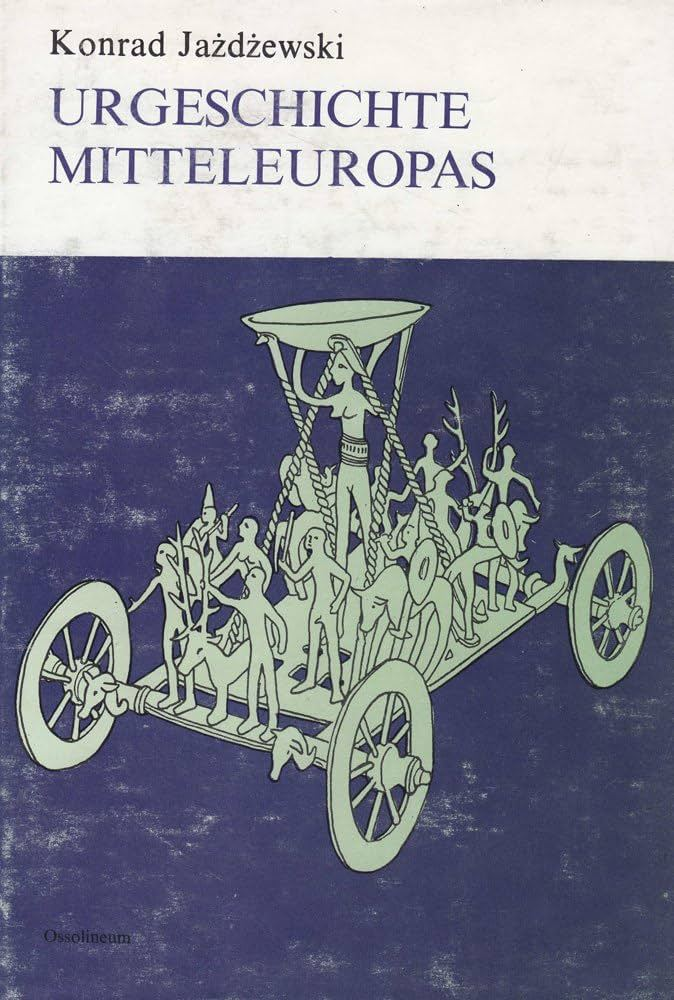 Konrad Jażdżewski
URGESCHICHTE
MITTELEUROPAS
Ossolineum